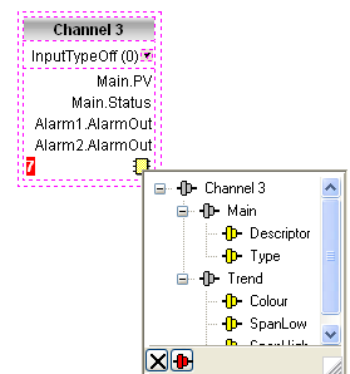 Channel 3
InputTypeOff (0)
Main.PV
Main.Status
Alarm1.AlarmOut
Alarm2.AlarmOut
7
Channel 3
Main
Descriptor
Type
Trend
Colour
SpanLow
SpanHigh